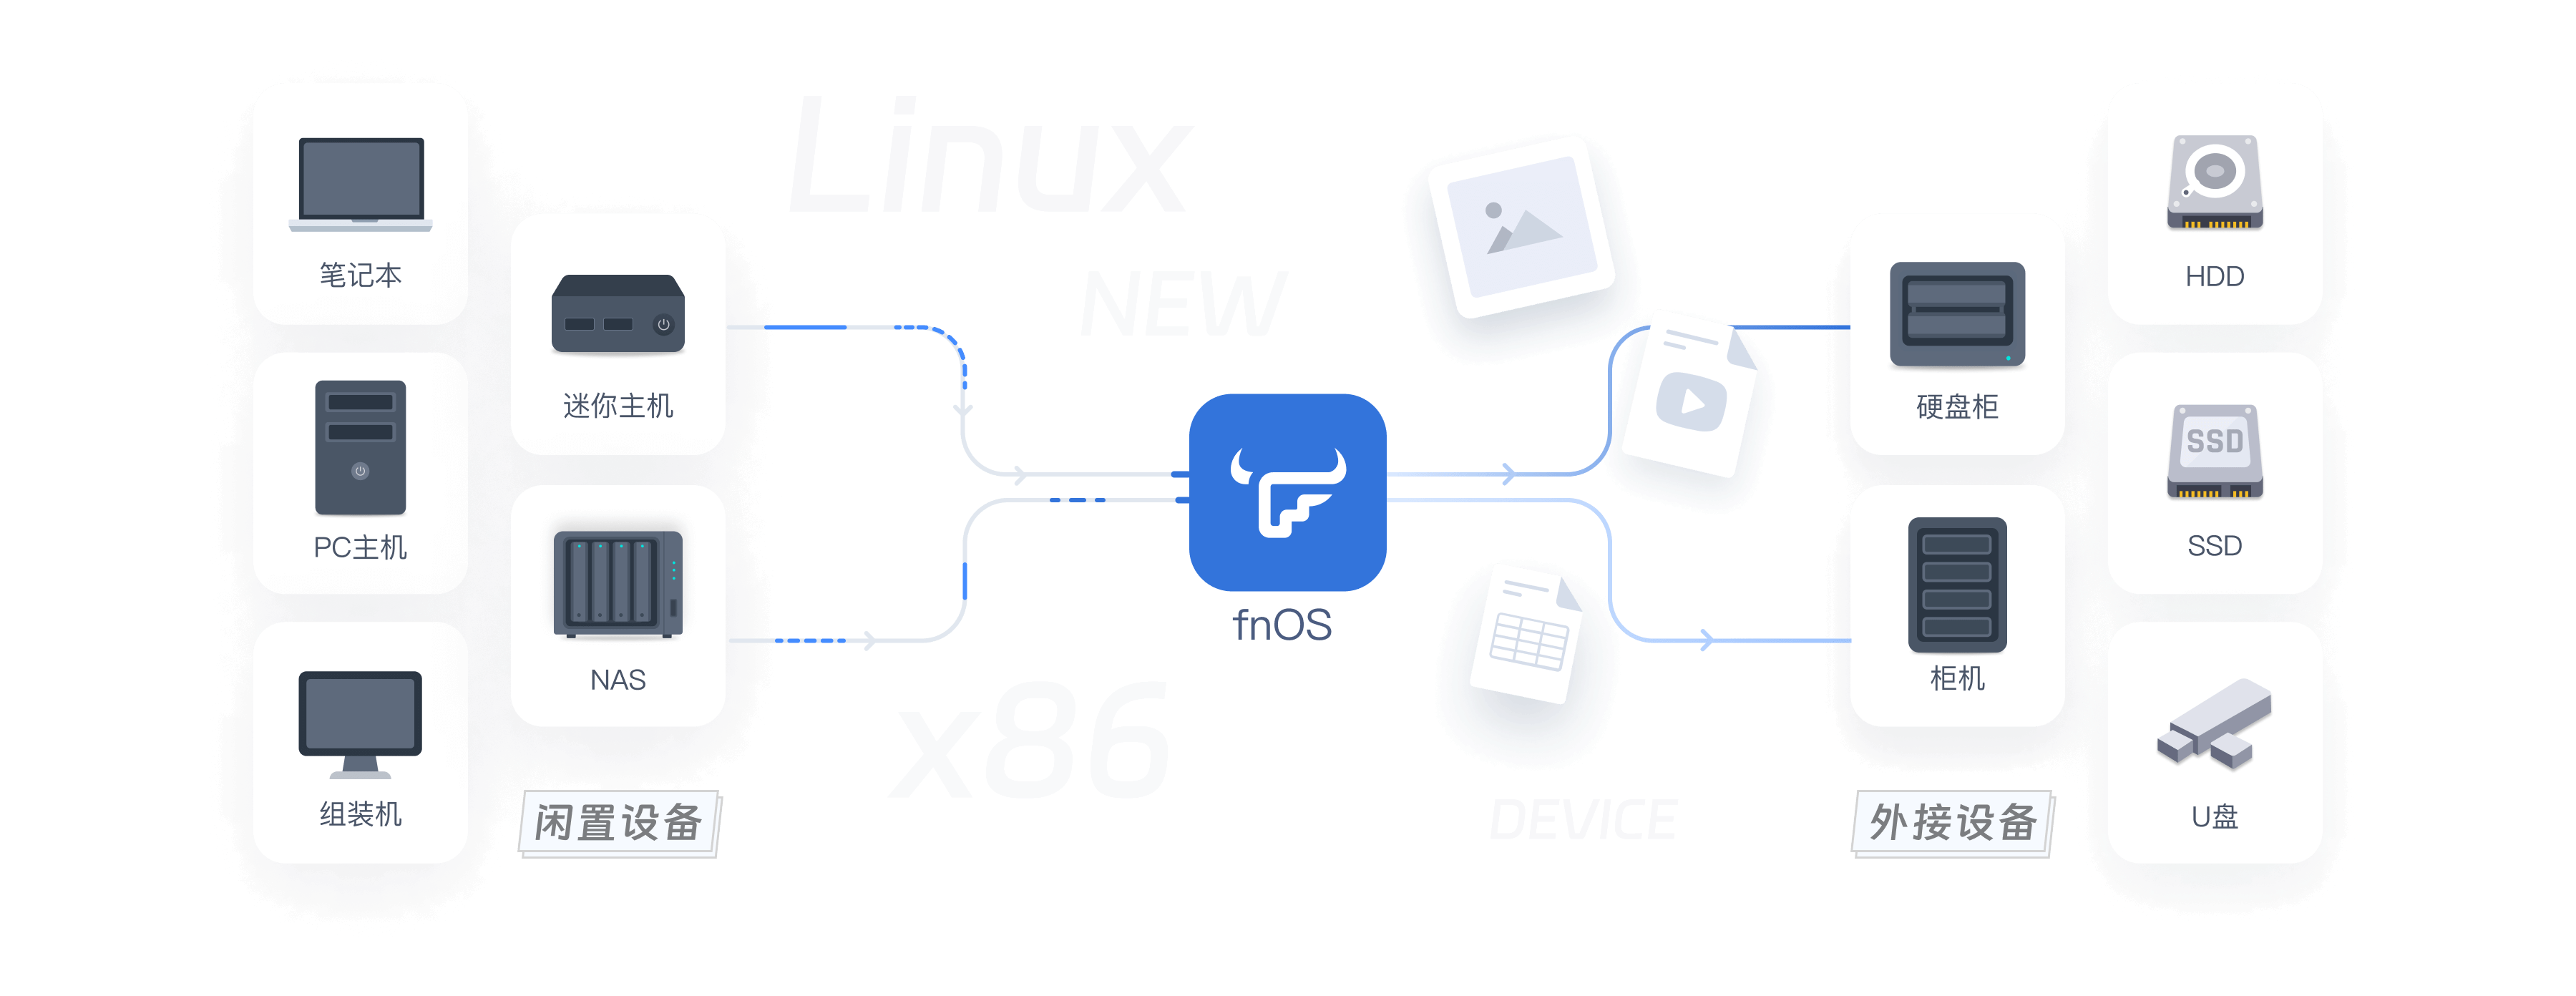 笔记本
PC主机
组装机
迷你主机
NAS
闲置设备
Linux
NEW
x86
fnOS
DEVICE
硬盘柜
柜机
外接设备
HDD
SSD
SSD
U盘